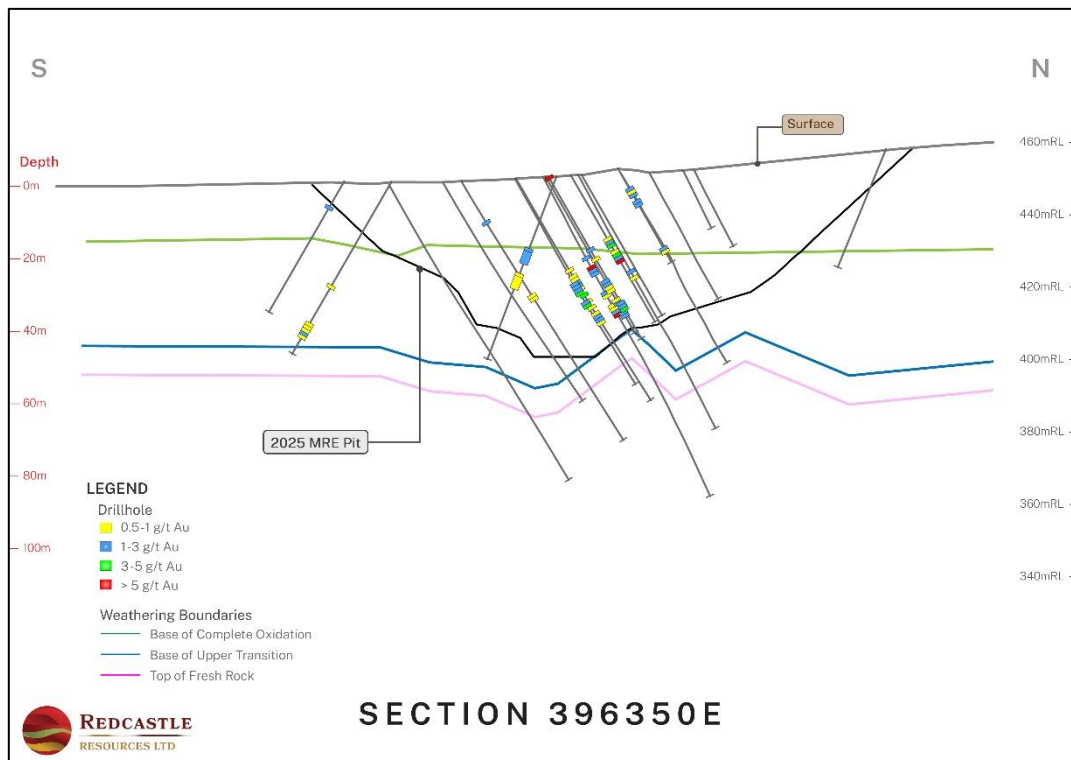 S
N
Surface
Depth
0m
20m
40m
60m
80m
100m
460mRL
440mRL
420mRL
400mRL
380mRL
360mRL
340mRL
2025 MRE Pit
LEGEND
Drillhole
0.5-1 g/t Au
1-3 g/t Au
3-5 g/t Au
> 5 g/t Au
Weathering Boundaries
Base of Complete Oxidation
Base of Upper Transition
Top of Fresh Rock
REDCASTLE
RESOURCES LTD
SECTION 396350E